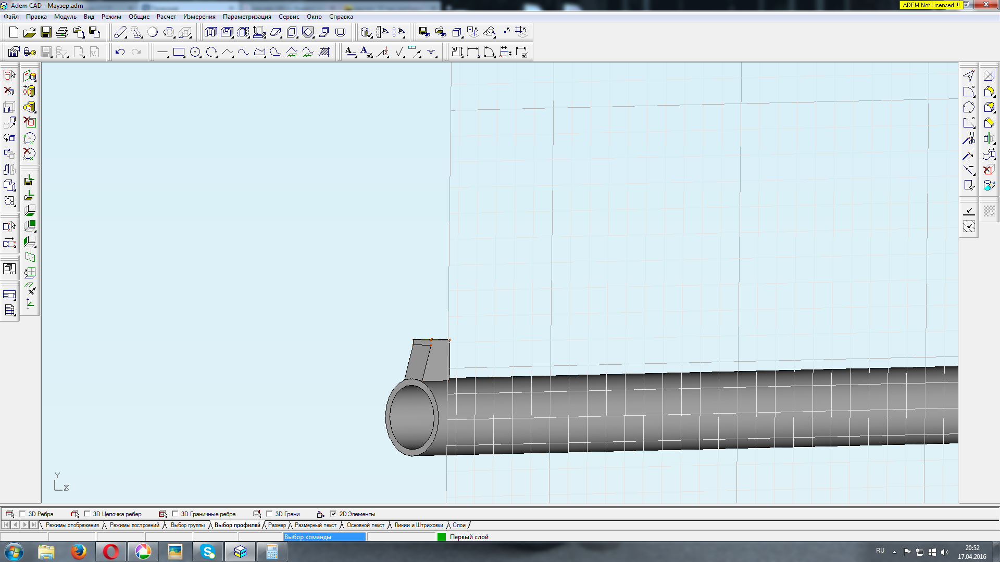 Adem CAD - Маузер.adm
ADEM Not Licensed !!!
Файл Правка Модуль Вид Режим Общие Расчет Измерения Параметризация Сервис Окно Справка
Y
X
3D Ребра 3D Цепочка ребер 3D Граничные ребра 3D Грани 2D Элементы
Режимы отображения Режимы построений Выбор группы Выбор профилей Размер Размерный текст Основной текст Линии и Штриховки Слои
Выбор команды Первый слой
RU
20:52
17.04.2016